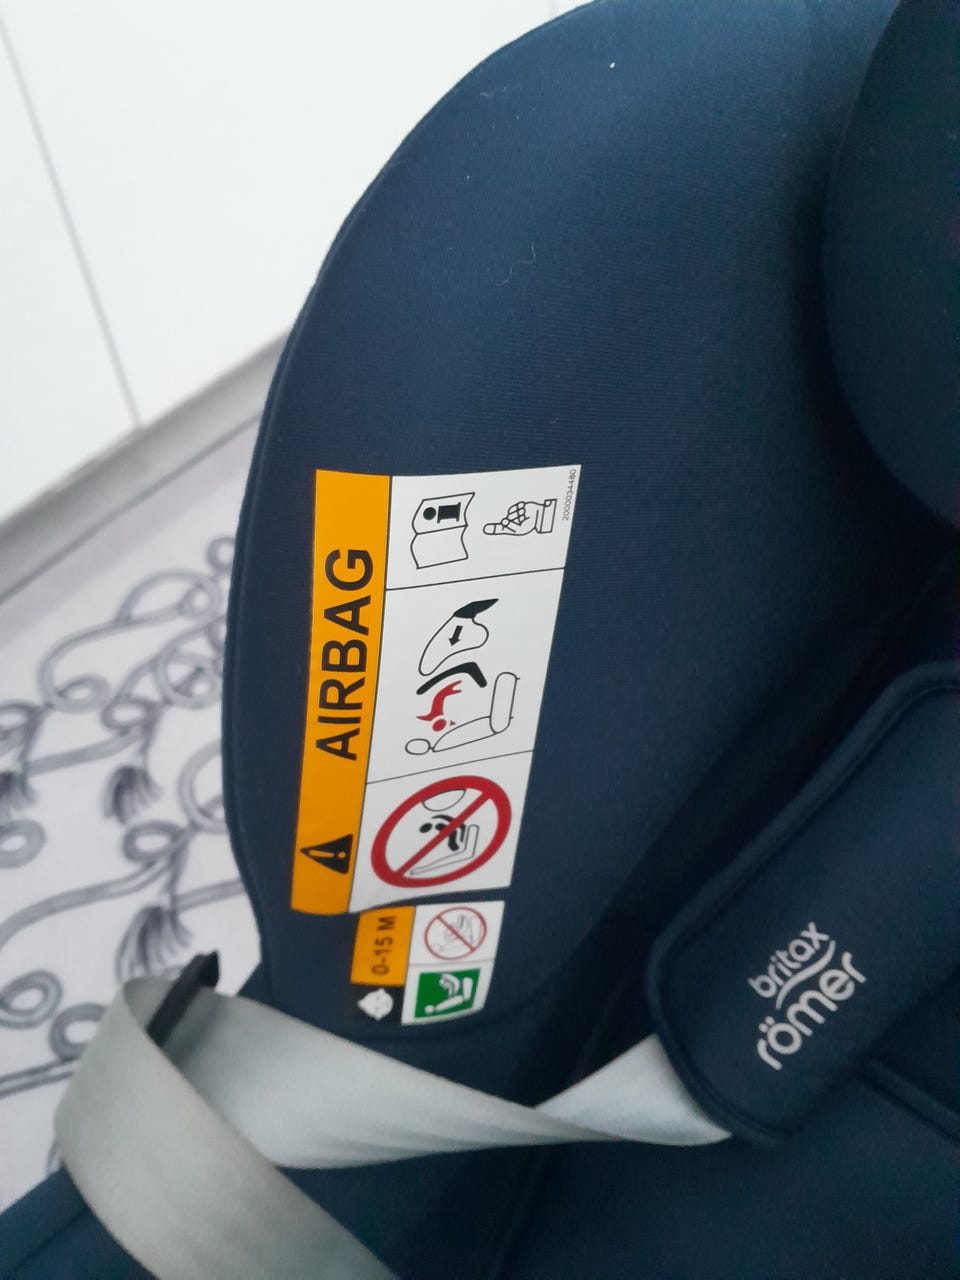 AIRBAG
2000034480
0-15 M
britax
römer